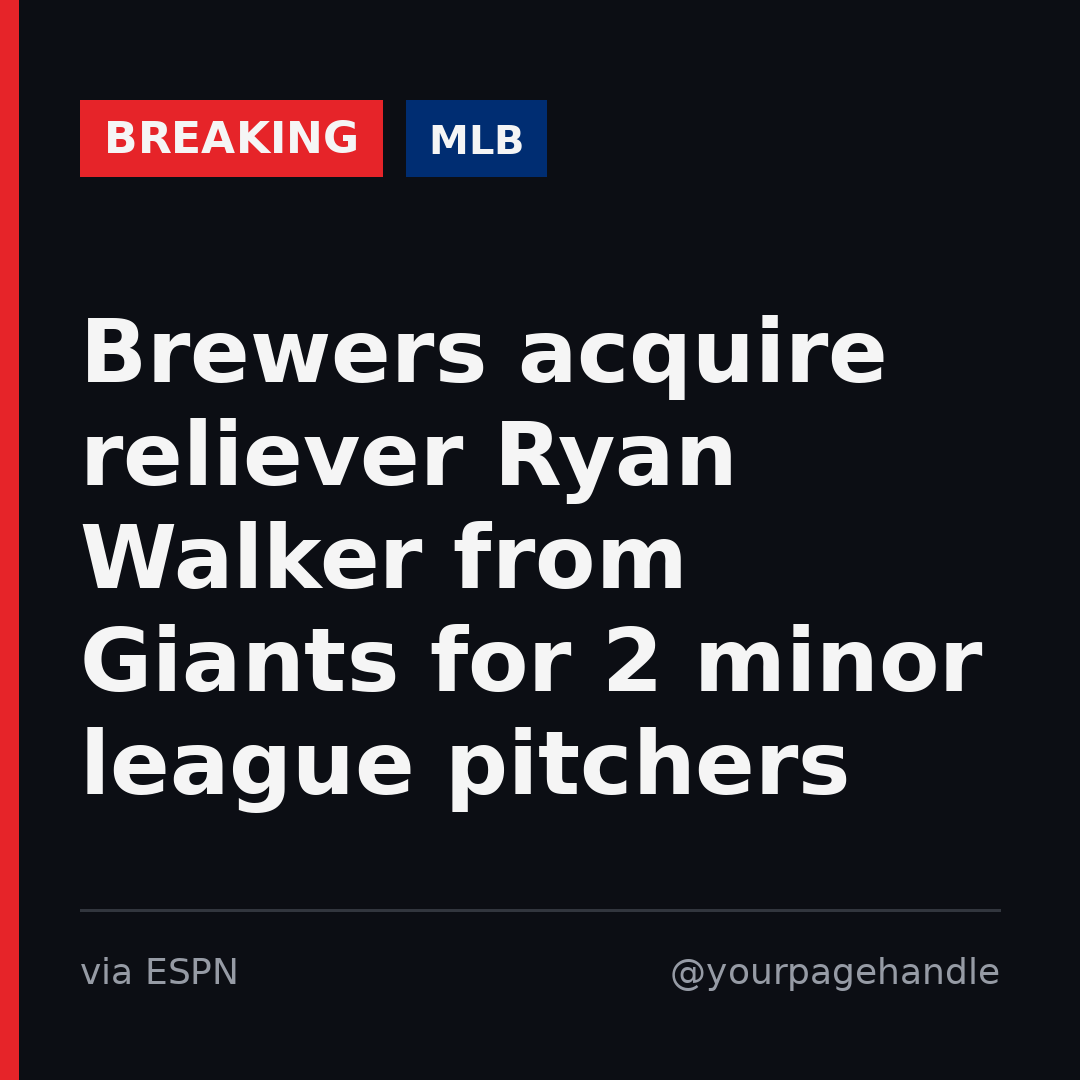 BREAKING MLB
Brewers acquire
reliever Ryan
Walker from
Giants for 2 minor
league pitchers
via ESPN @yourpagehandle